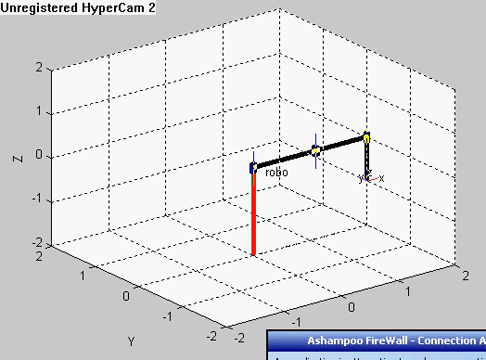 Unregistered HyperCam 2
2
1
0
-1
-2
Z
robo
y z x
2
1
0
-1
-2
Y
-2
-1
0
1
2
X
Ashampoo FireWall - Connection A